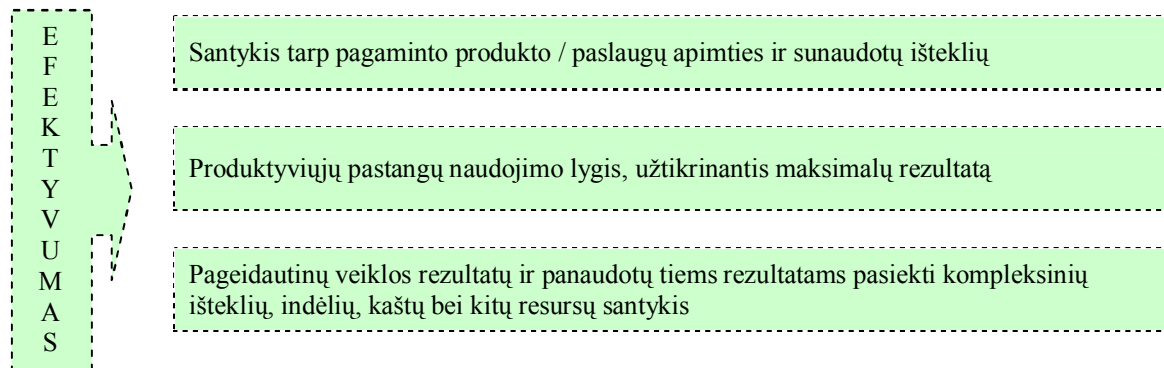 EFEKTYVUMAS
Santykis tarp pagaminto produkto / paslaugų apimties ir sunaudotų išteklių
Produktyviųjų pastangų naudojimo lygis, užtikrinantis maksimalų rezultatą
Pageidautinų veiklos rezultatų ir panaudotų tiems rezultatams pasiekti kompleksinių
išteklių, indėlių, kaštų bei kitų resursų santykis